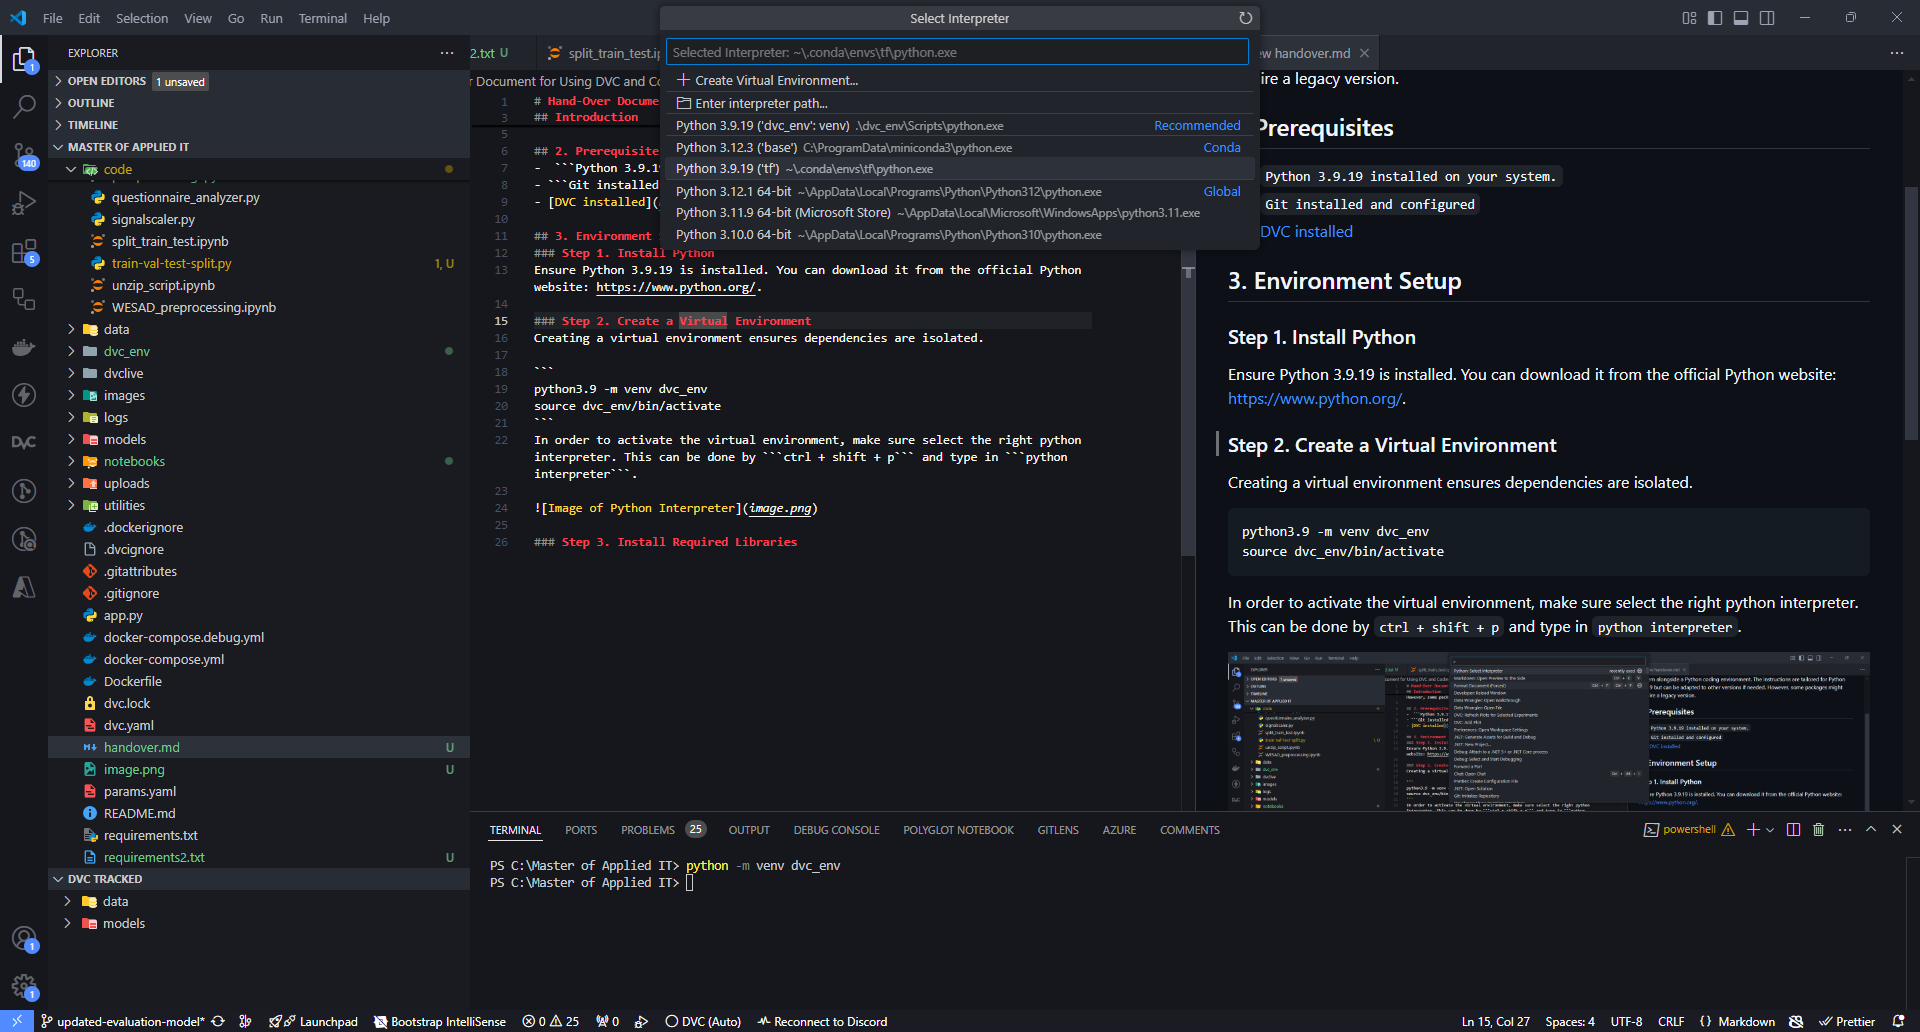 File Edit Selection View Go Run Terminal Help
Select Interpreter
Selected Interpreter: ~\.conda\envs\tf\python.exe
Create Virtual Environment...
Enter interpreter path...
Python 3.9.19 ('dvc_env': venv) .\dvc_env\Scripts\python.exe Recommended
Python 3.12.3 ('base') C:\ProgramData\miniconda3\python.exe Conda
Python 3.9.19 ('tf') ~\.conda\envs\tf\python.exe
Python 3.12.1 64-bit ~\AppData\Local\Programs\Python\Python312\python.exe Global
Python 3.11.9 64-bit (Microsoft Store) ~\AppData\Local\Microsoft\WindowsApps\python3.11.exe
Python 3.10.0 64-bit ~\AppData\Local\Programs\Python\Python310\python.exe
1
140
5
DVC
1
1
EXPLORER
OPEN EDITORS 1 unsaved
OUTLINE
TIMELINE
MASTER OF APPLIED IT
code
questionnaire_analyzer.py
signalscaler.py
split_train_test.ipynb
train-val-test-split.py 1, U
unzip_script.ipynb
WESAD_preprocessing.ipynb
data
dvc_env
dvclive
images
logs
models
notebooks
uploads
utilities
.dockerignore
.dvcignore
.gitattributes
.gitignore
app.py
docker-compose.debug.yml
docker-compose.yml
Dockerfile
dvc.lock
dvc.yaml
handover.md U
image.png U
params.yaml
README.md
requirements.txt
requirements2.txt U
DVC TRACKED
data
models
2.txt U
split_train_test.ip
r Document for Using DVC and Co
1 # Hand-Over Docume
3 ## Introduction
5
6 ## 2. Prerequisite
7 - ```Python 3.9.1
8 - ```Git installed
9 - [DVC installed](
10
11 ## 3. Environment
12 ### Step 1. Install Python
13 Ensure Python 3.9.19 is installed. You can download it from the official Python
website: https://www.python.org/.
14
15 ### Step 2. Create a Virtual Environment
16 Creating a virtual environment ensures dependencies are isolated.
17
18 ```
19 python3.9 -m venv dvc_env
20 source dvc_env/bin/activate
21 ```
22 In order to activate the virtual environment, make sure select the right python
interpreter. This can be done by ```ctrl + shift + p``` and type in ```python
interpreter```.
23
24 ![Image of Python Interpreter](image.png)
25
26 ### Step 3. Install Required Libraries
ew handover.md
ire a legacy version.
Prerequisites
Python 3.9.19 installed on your system.
Git installed and configured
DVC installed
3. Environment Setup
Step 1. Install Python
Ensure Python 3.9.19 is installed. You can download it from the official Python website:
https://www.python.org/.
Step 2. Create a Virtual Environment
Creating a virtual environment ensures dependencies are isolated.
python3.9 -m venv dvc_env
source dvc_env/bin/activate
In order to activate the virtual environment, make sure select the right python interpreter.
This can be done by ctrl + shift + p and type in python interpreter .
TERMINAL PORTS PROBLEMS 25 OUTPUT DEBUG CONSOLE POLYGLOT NOTEBOOK GITLENS AZURE COMMENTS
powershell
PS C:\Master of Applied IT> python -m venv dvc_env
PS C:\Master of Applied IT>
updated-evaluation-model* Launchpad Bootstrap IntelliSense 0 25 0 DVC (Auto) Reconnect to Discord
Ln 15, Col 27 Spaces: 4 UTF-8 CRLF {} Markdown Prettier